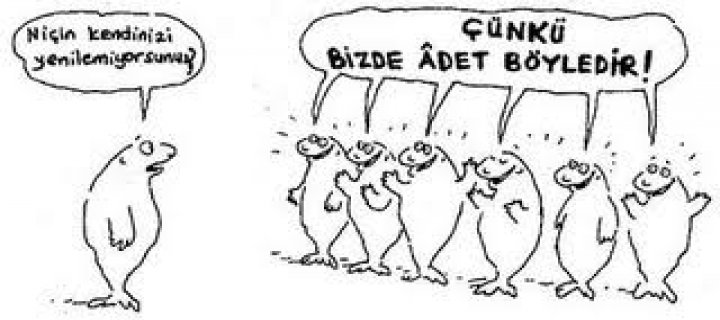 Niçin kendinizi
yenilemiyorsunuz?
ÇÜNKÜ
BİZDE ÂDET BÖYLEDİR!